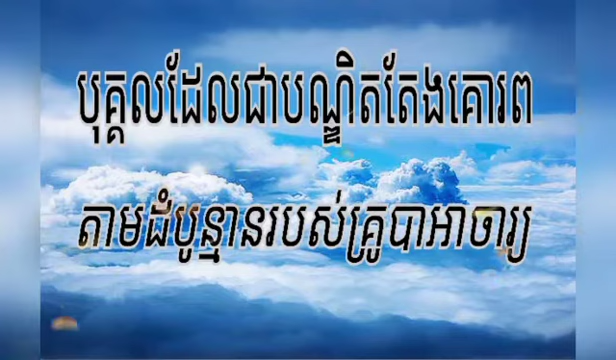 បុគ្គលដែលជាបណ្ឌិតតែងគោរព
តាមដំបូន្មានរបស់គ្រូបាអាចារ្យ